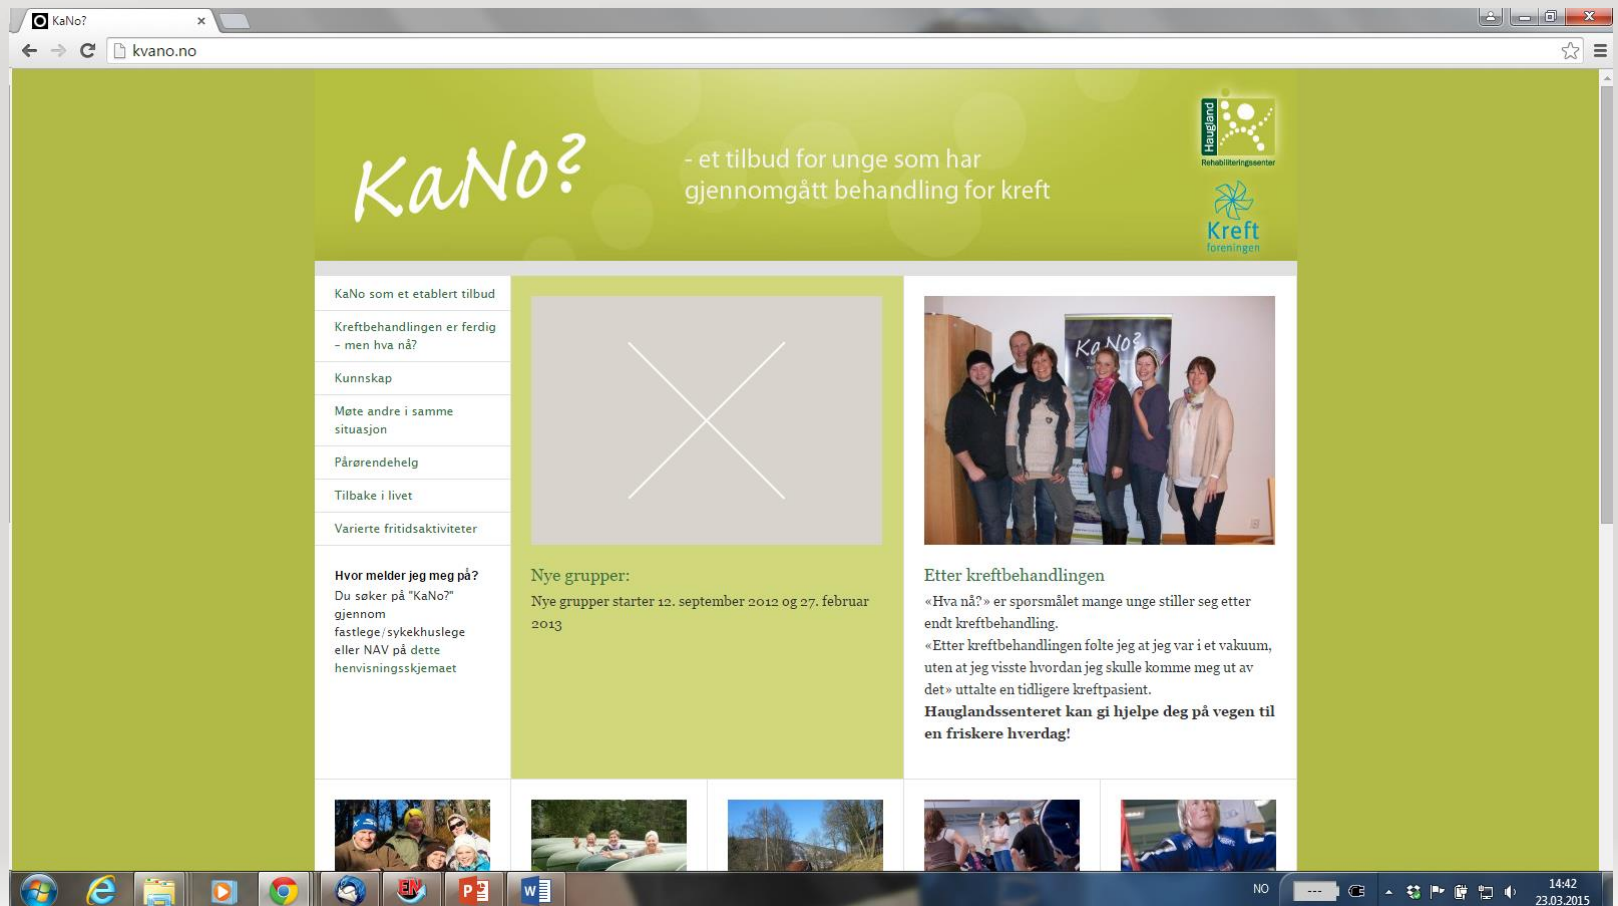 KaNo?
kvano.no
KaNo?
- et tilbud for unge som har
gjennomgått behandling for kreft
Haugland
Rehabiliteringssenter
Kreft
foreningen
KaNo som et etablert tilbud
Kreftbehandlingen er ferdig
– men hva nå?
Kunnskap
Møte andre i samme
situasjon
Pårørendehelg
Tilbake i livet
Varierte fritidsaktiviteter
Hvor melder jeg meg på?
Du søker på "KaNo?"
gjennom
fastlege/sykekhuslege
eller NAV på dette
henvisningsskjemaet
Nye grupper:
Nye grupper starter 12. september 2012 og 27. februar
2013
KaNo?
Etter kreftbehandlingen
«Hva nå?» er spørsmålet mange unge stiller seg etter
endt kreftbehandling.
«Etter kreftbehandlingen følte jeg at jeg var i et vakuum,
uten at jeg visste hvordan jeg skulle komme meg ut av
det» uttalte en tidligere kreftpasient.
Hauglandssenteret kan gi hjelpe deg på vegen til
en friskere hverdag!
EN
P
W
NO
---
14:42
23.03.2015